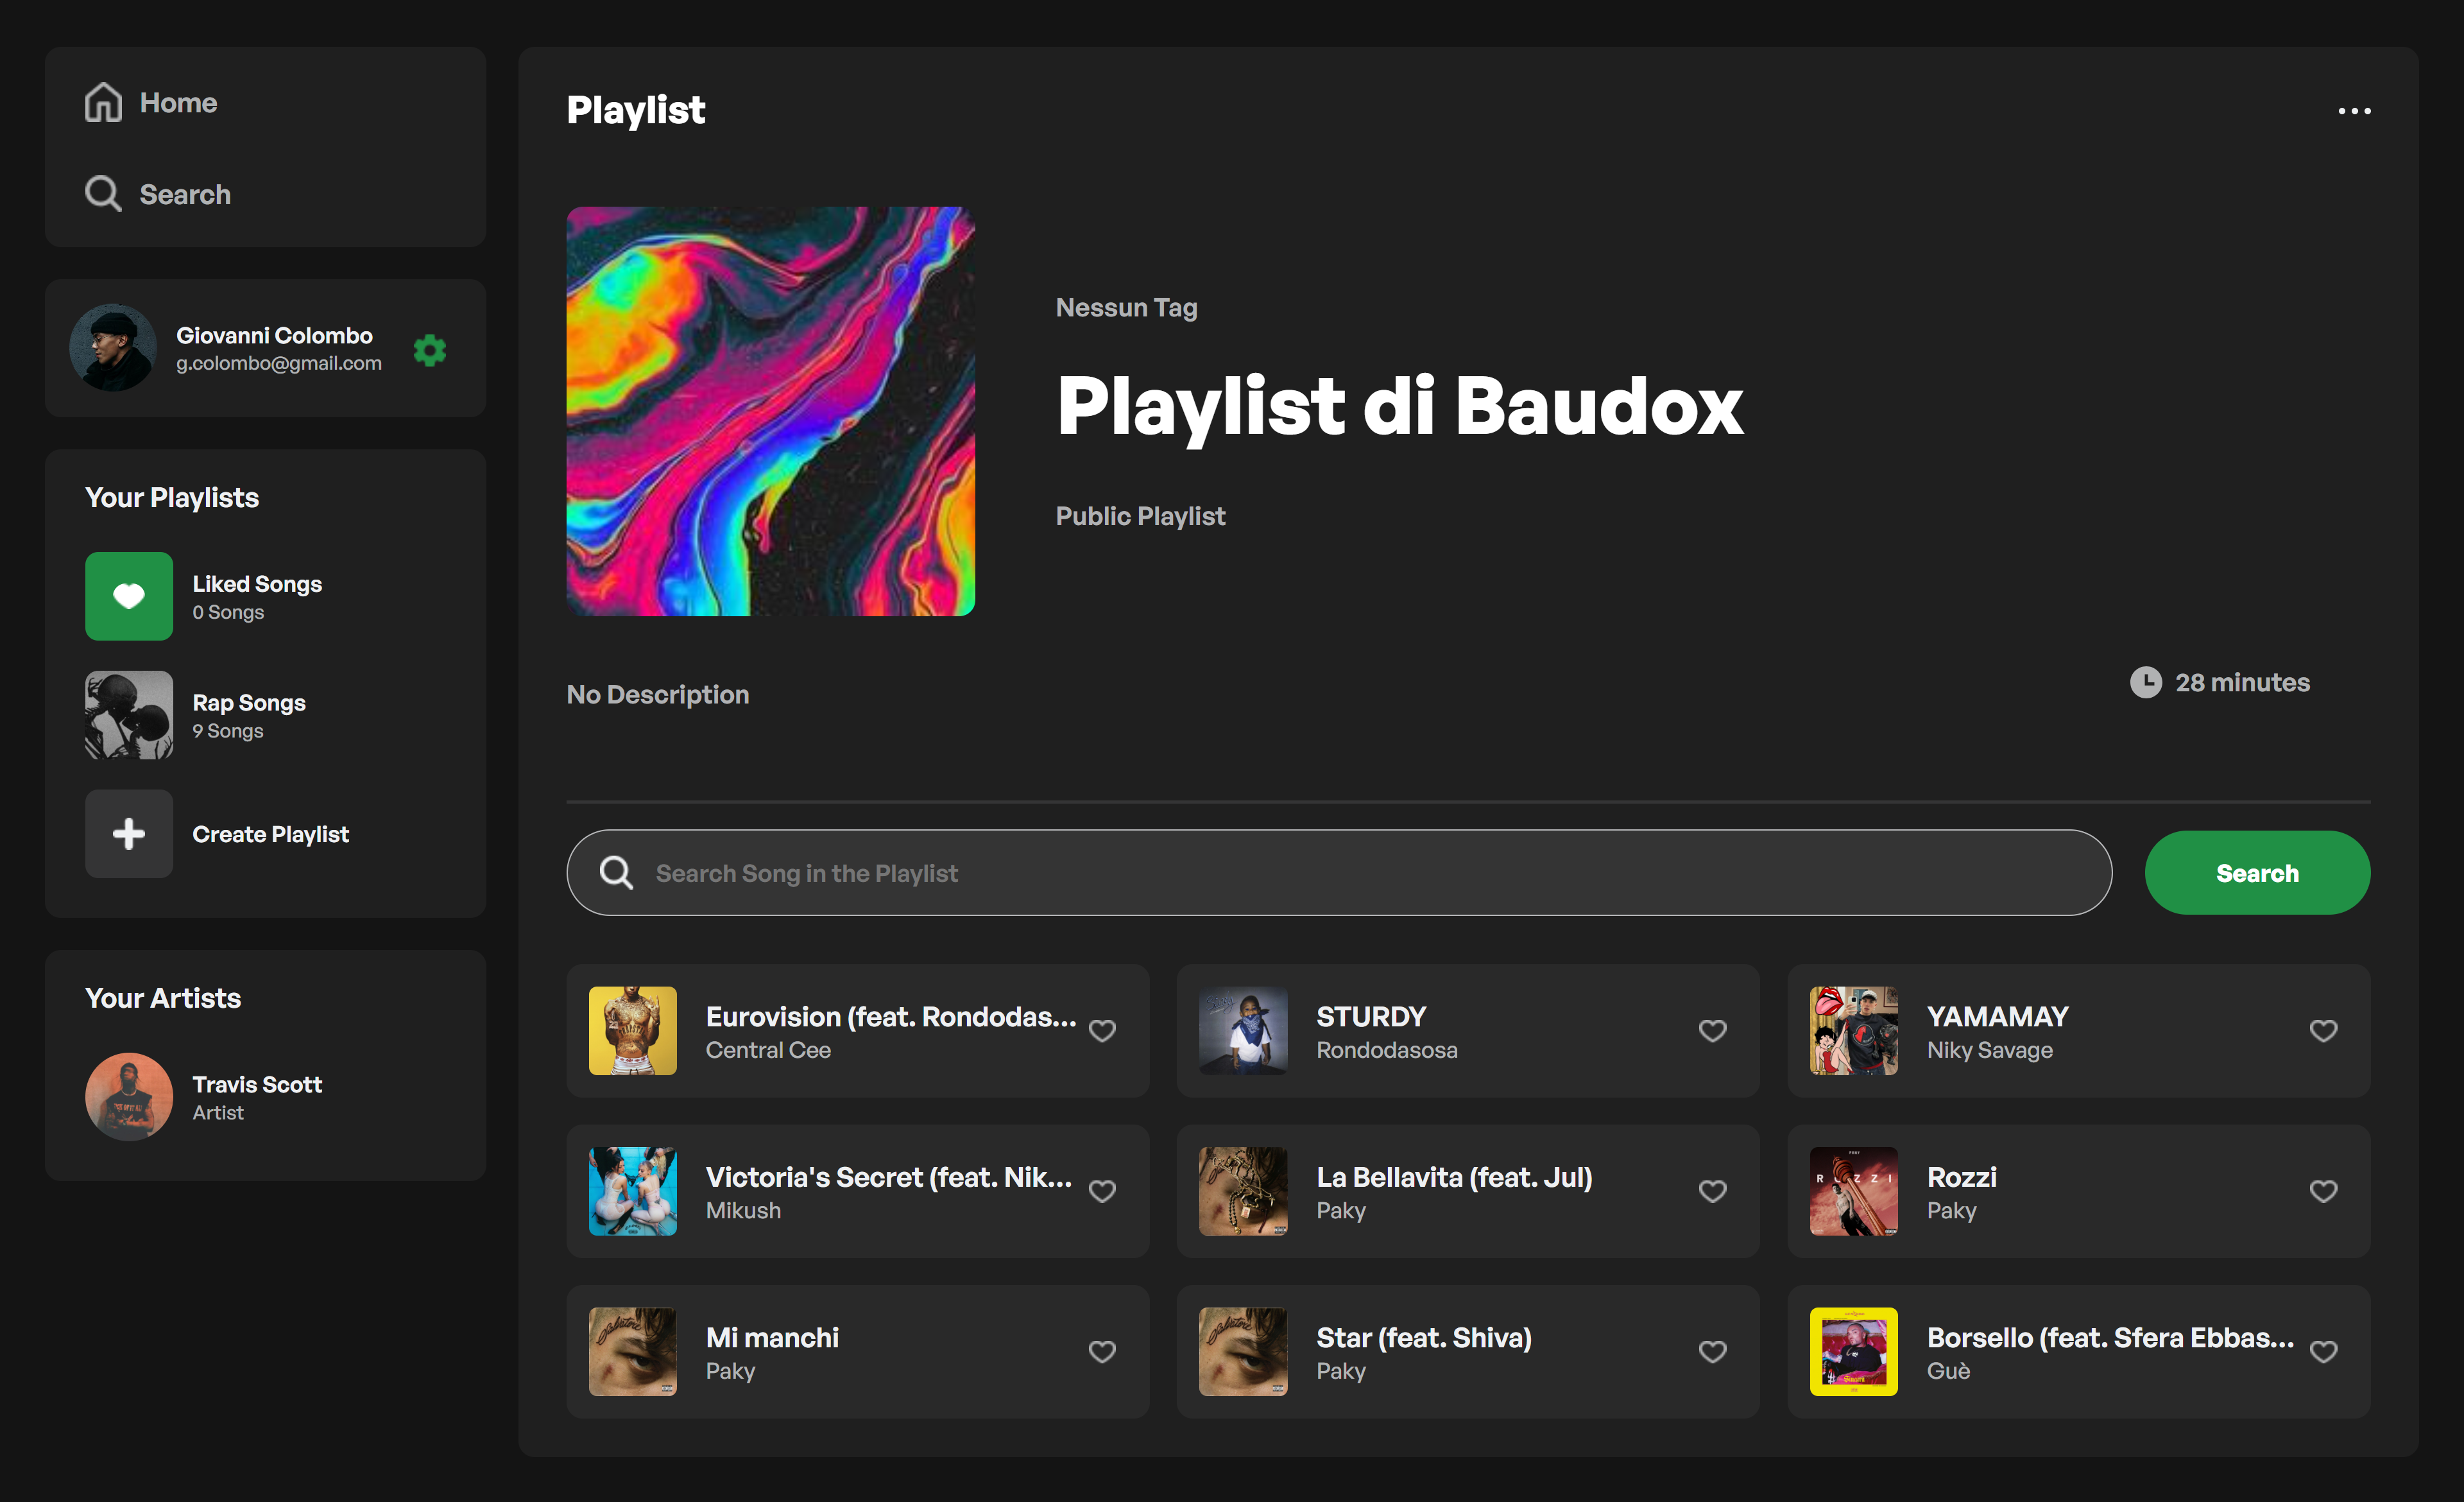 Home
Search
Giovanni Colombo
g.colombo@gmail.com
Your Playlists
Liked Songs
0 Songs
Rap Songs
9 Songs
Create Playlist
Your Artists
Travis Scott
Artist
Playlist
Nessun Tag
Playlist di Baudox
Public Playlist
No Description
28 minutes
Search Song in the Playlist
Search
Eurovision (feat. Rondodas...
Central Cee
STURDY
Rondodasosa
YAMAMAY
Niky Savage
Victoria's Secret (feat. Nik...
Mikush
La Bellavita (feat. Jul)
Paky
ROZZI
Rozzi
Paky
Mi manchi
Paky
Star (feat. Shiva)
Paky
Borsello (feat. Sfera Ebbas...
Guè